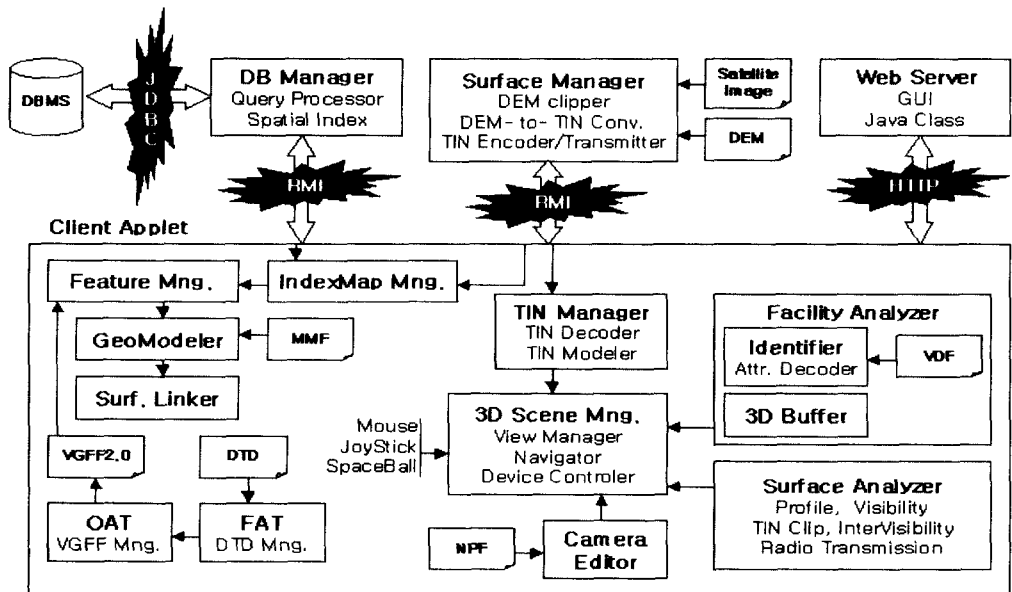 DBMS
JDBC
DB Manager
Query Processor
Spatial Index
Surface Manager
DEM clipper
DEM- to- TIN Conv.
TIN Encoder/Transmitter
Satellite
Image
DEM
Web Server
GUI
Java Class
RMI
RMI
HTTP
Client Applet
Feature Mng.
IndexMap Mng.
GeoModeler
MMF
Surf. Linker
TIN Manager
TIN Decoder
TIN Modeler
Facility Analyzer
Identifier
Attr. Decoder
VDF
3D Buffer
Mouse
JoyStick
SpaceBall
3D Scene Mng.
View Manager
Navigator
Device Controler
VGFF2.0
DTD
OAT
VGFF Mng.
FAT
DTD Mng.
NPF
Camera
Editor
Surface Analyzer
Profile, Visibility
TIN Clip, InterVisibility
Radio Transmission